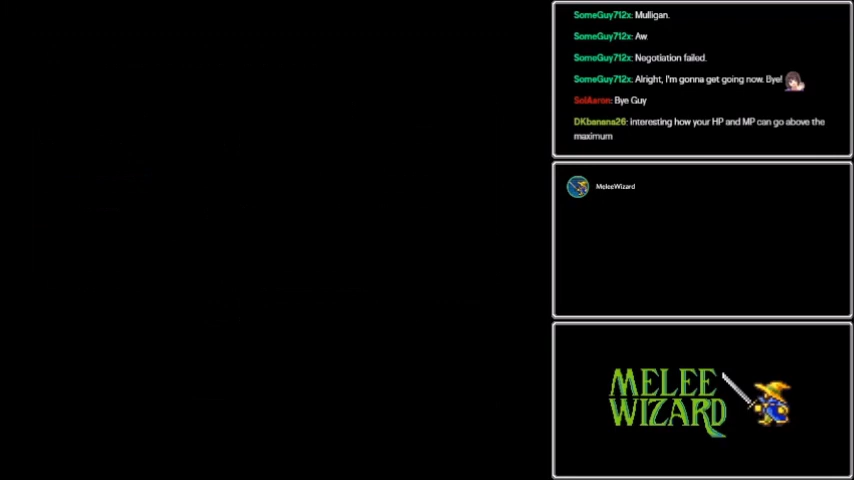 SomeGuy712x: Mulligan.
SomeGuy712x: Aw.
SomeGuy712x: Negotiation failed.
SomeGuy712x: Alright, I'm gonna get going now. Bye!
SolAaron: Bye Guy
DKbanana26: interesting how your HP and MP can go above the
maximum
MeleeWizard
MELEE
WIZARD